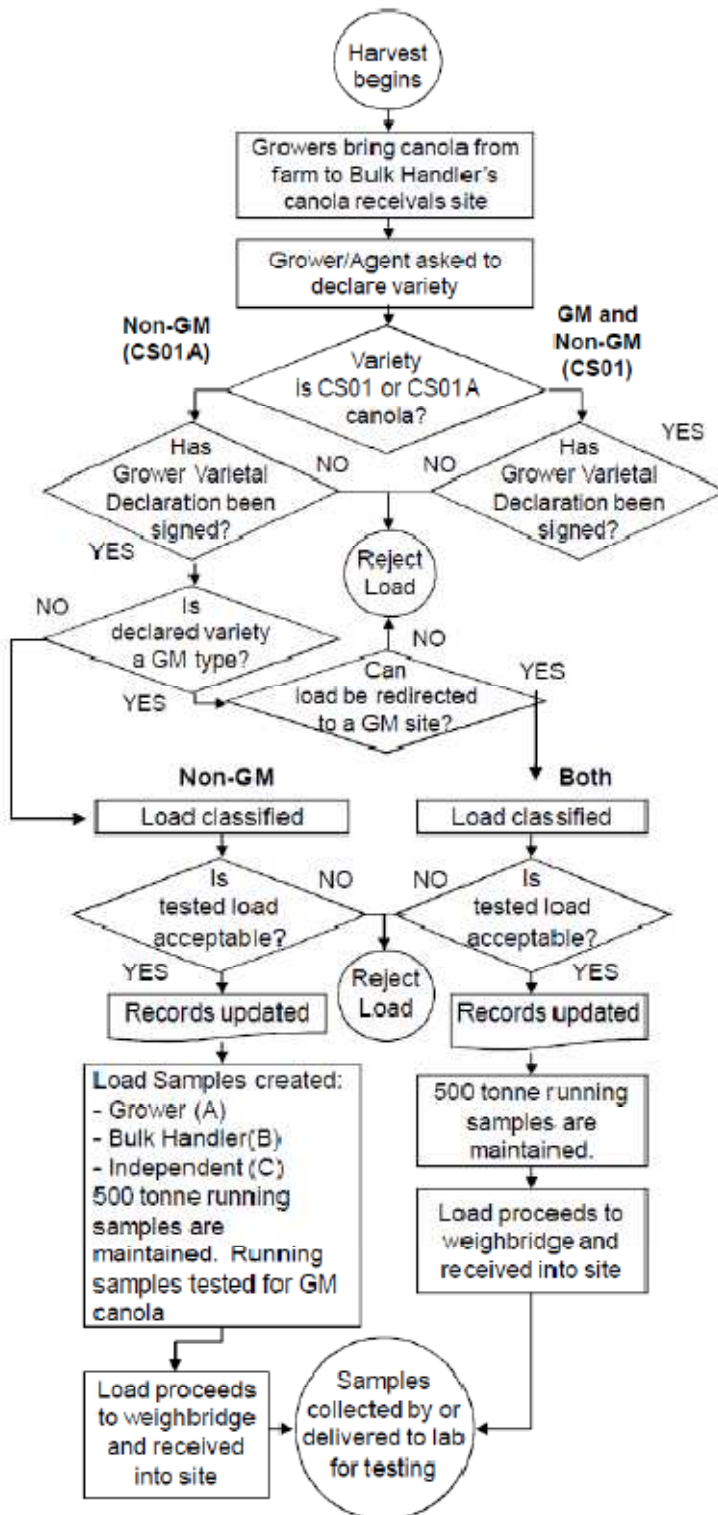 Harvest
begins
Growers bring canola from
farm to Bulk Handler's
canola receivals site
Grower/Agent asked to
declare variety
Non-GM
(CS01A)
GM and
Non-GM
(CS01)
Variety
is CS01 or CS01A
canola?
Has
Grower Varietal
Declaration been
signed?
NO
NO
YES
Has
Grower Varietal
Declaration been
signed?
YES
Reject
Load
NO
Is
declared variety
a GM type?
YES
NO
Can
load be redirected
to a GM site?
YES
Non-GM
Both
Load classified
Load classified
Is
tested load
acceptable?
NO
NO
Is
tested load
acceptable?
YES
YES
Reject
Load
Records updated
Records updated
Load Samples created:
- Grower (A)
- Bulk Handler(B)
- Independent (C)
500 tonne running
samples are
maintained. Running
samples tested for GM
canola
500 tonne running
samples are
maintained.
Load proceeds to
weighbridge and
received into site
Load proceeds
to weighbridge
and received
into site
Samples
collected by or
delivered to lab
for testing